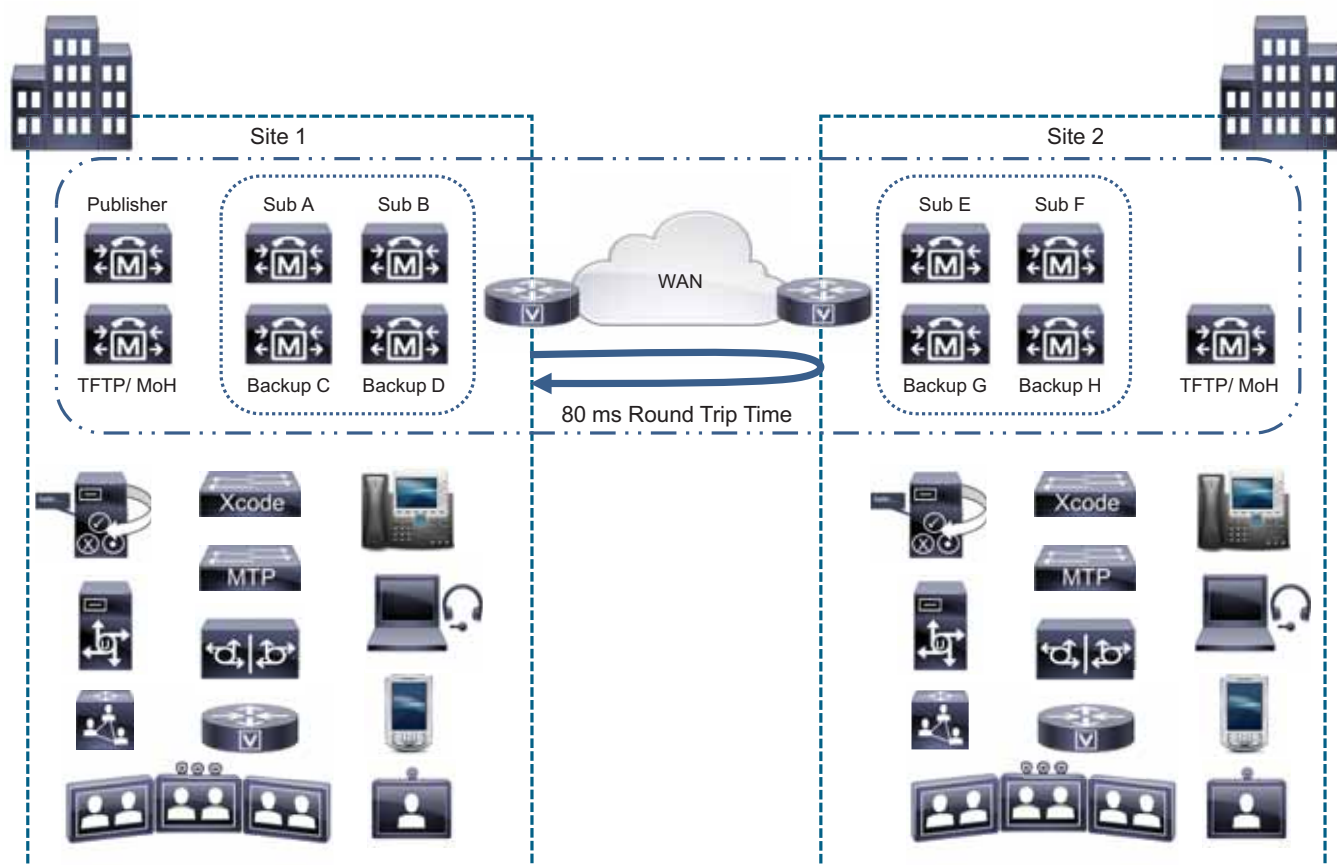 Site 1
Site 2
Publisher
Sub A
Sub B
Sub E
Sub F
M
M
M
M
M
M
WAN
V
V
M
M
M
M
M
M
TFTP/ MoH
Backup C
Backup D
Backup G
Backup H
TFTP/ MoH
80 ms Round Trip Time
Xcode
Xcode
MTP
MTP
U
U
V
V